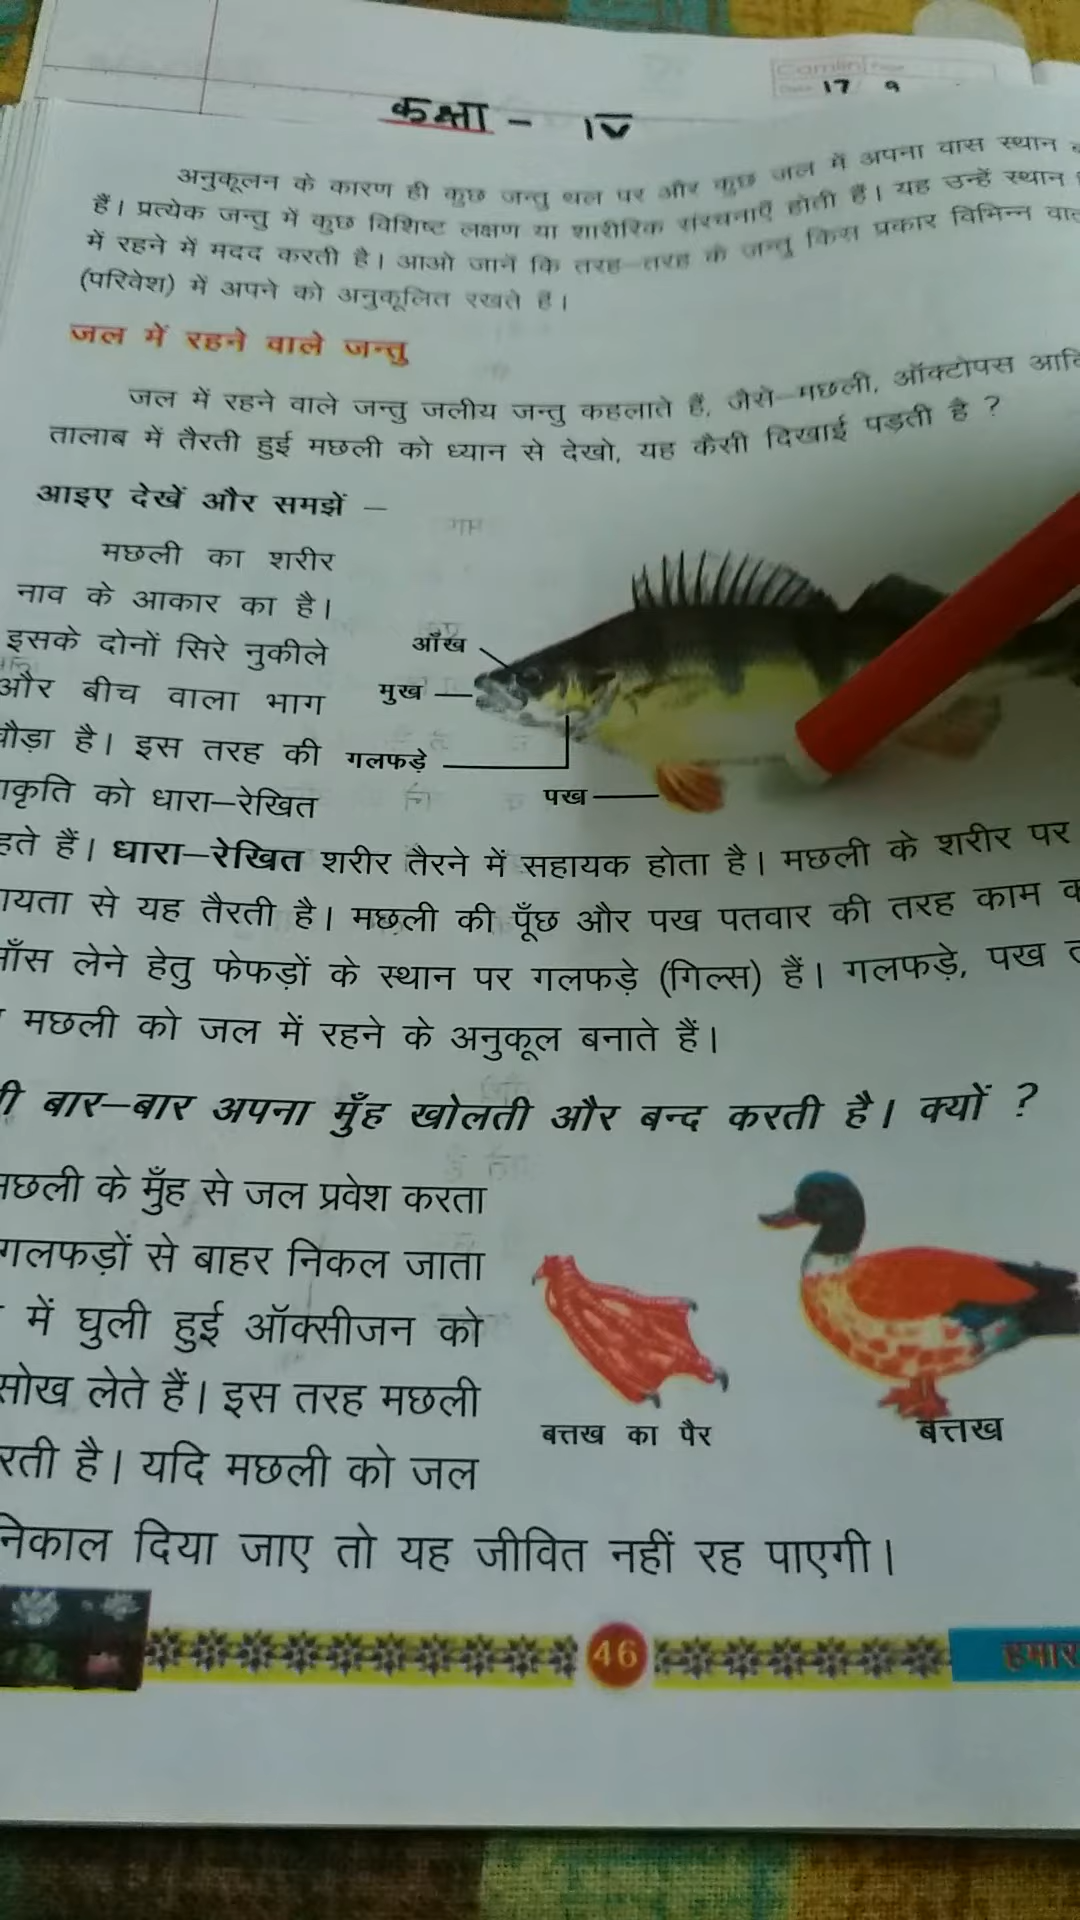 Camlin
17 9
कक्षा - IV
अनुकूलन के कारण ही कुछ जन्तु थल पर और कुछ जल में अपना वास स्थान
हैं। प्रत्येक जन्तु में कुछ विशिष्ट लक्षण या शारीरिक संरचनाएँ होती हैं। यह उन्हें स्थान
में रहने में मदद करती है। आओ जानें कि तरह-तरह के जन्तु किस प्रकार विभिन्न
(परिवेश) में अपने को अनुकूलित रखते हैं।
जल में रहने वाले जन्तु
जल में रहने वाले जन्तु जलीय जन्तु कहलाते हैं, जैसे-मछली, ऑक्टोपस आदि
तालाब में तैरती हुई मछली को ध्यान से देखो, यह कैसी दिखाई पड़ती है ?
आइए देखें और समझें –
मछली का शरीर
नाव के आकार का है।
इसके दोनों सिरे नुकीले
आँख
और बीच वाला भाग
मुख
चौड़ा है। इस तरह की
गलफड़े
कृति को धारा-रेखित
पख
हते हैं। धारा-रेखित शरीर तैरने में सहायक होता है। मछली के शरीर पर
यता से यह तैरती है। मछली की पूँछ और पख पतवार की तरह काम
साँस लेने हेतु फेफड़ों के स्थान पर गलफड़े (गिल्स) हैं। गलफड़े, पख
मछली को जल में रहने के अनुकूल बनाते हैं।
बार-बार अपना मुँह खोलती और बन्द करती है। क्यों ?
मछली के मुँह से जल प्रवेश करता
गलफड़ों से बाहर निकल जाता
में घुली हुई ऑक्सीजन को
सोख लेते हैं। इस तरह मछली
बत्तख का पैर
बत्तख
रती है। यदि मछली को जल
निकाल दिया जाए तो यह जीवित नहीं रह पाएगी।
46
हमार